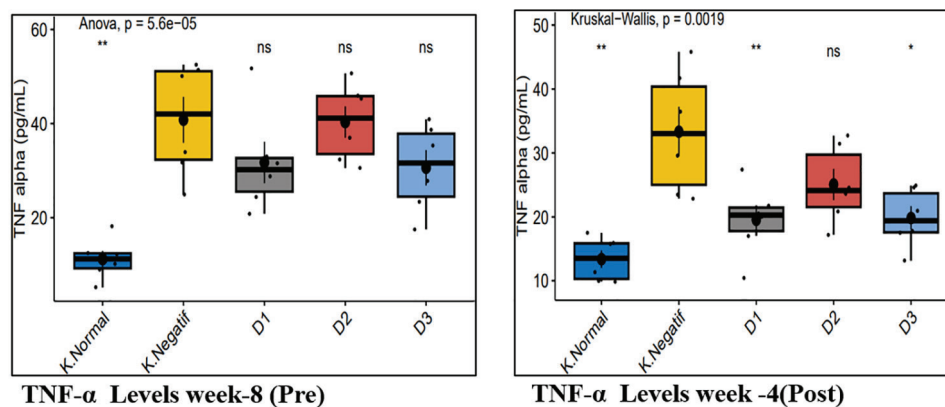 Anova, p = 5.6e−05
**
ns
ns
ns
60
40
20
TNF alpha (pg/mL)
K.Normal
K.Negatif
D1
D2
D3
TNF-α Levels week-8 (Pre)
Kruskal−Wallis, p = 0.0019
**
**
ns
*
50
40
30
20
10
TNF alpha (pg/mL)
K.Normal
K.Negatif
D1
D2
D3
TNF-α Levels week -4(Post)